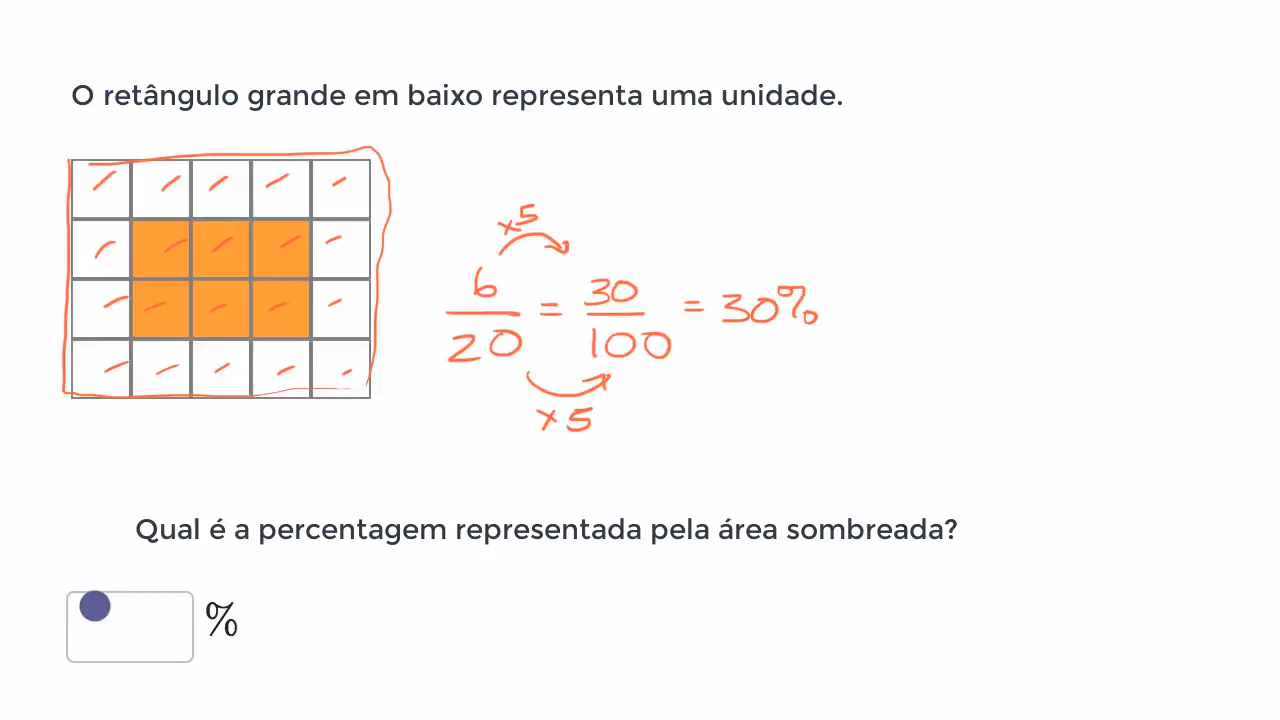 O retângulo grande em baixo representa uma unidade.
×5
6/20 = 30/100 = 30%
×5
Qual é a percentagem representada pela área sombreada?
%